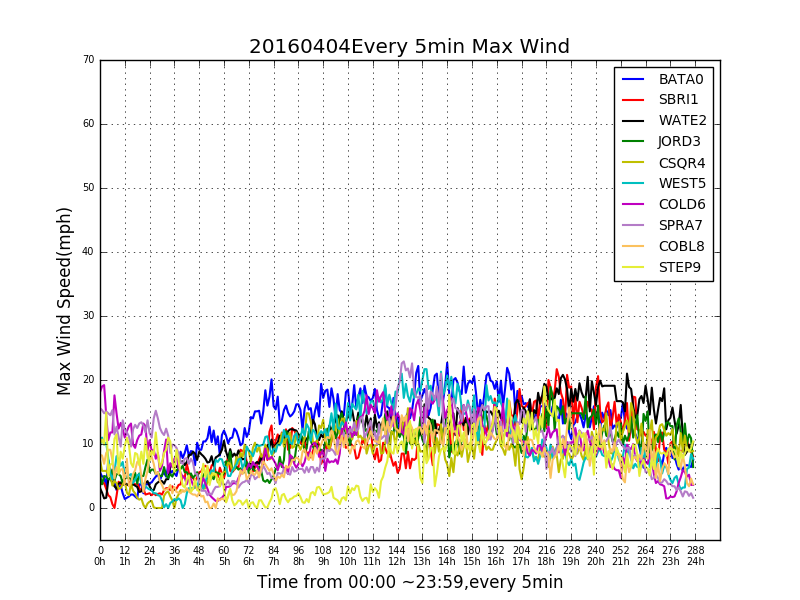 20160404Every 5min Max Wind
70
60
50
40
30
20
10
0
Max Wind Speed(mph)
BATA0
SBRI1
WATE2
JORD3
CSQR4
WEST5
COLD6
SPRA7
COBL8
STEP9
0 12 24 36 48 60 72 84 96 108 120 132 144 156 168 180 192 204 216 228 240 252 264 276 288
0h 1h 2h 3h 4h 5h 6h 7h 8h 9h 10h 11h 12h 13h 14h 15h 16h 17h 18h 19h 20h 21h 22h 23h 24h
Time from 00:00 ~23:59,every 5min